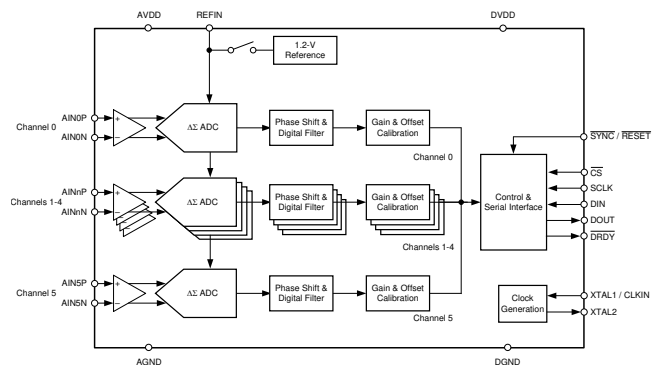 AVDD
REFIN
DVDD
1.2-V
Reference
AIN0P
Channel 0
AIN0N
+
−
ΔΣ ADC
Phase Shift &
Digital Filter
Gain & Offset
Calibration
Channel 0
SYNC / RESET
AINnP
Channels 1-4
AINnN
+
−
ΔΣ ADC
Phase Shift &
Digital Filter
Gain & Offset
Calibration
Channels 1-4
Control &
Serial Interface
CS
SCLK
DIN
DOUT
DRDY
AIN5P
Channel 5
AIN5N
+
−
ΔΣ ADC
Phase Shift &
Digital Filter
Gain & Offset
Calibration
Channel 5
Clock
Generation
XTAL1 / CLKIN
XTAL2
AGND
DGND